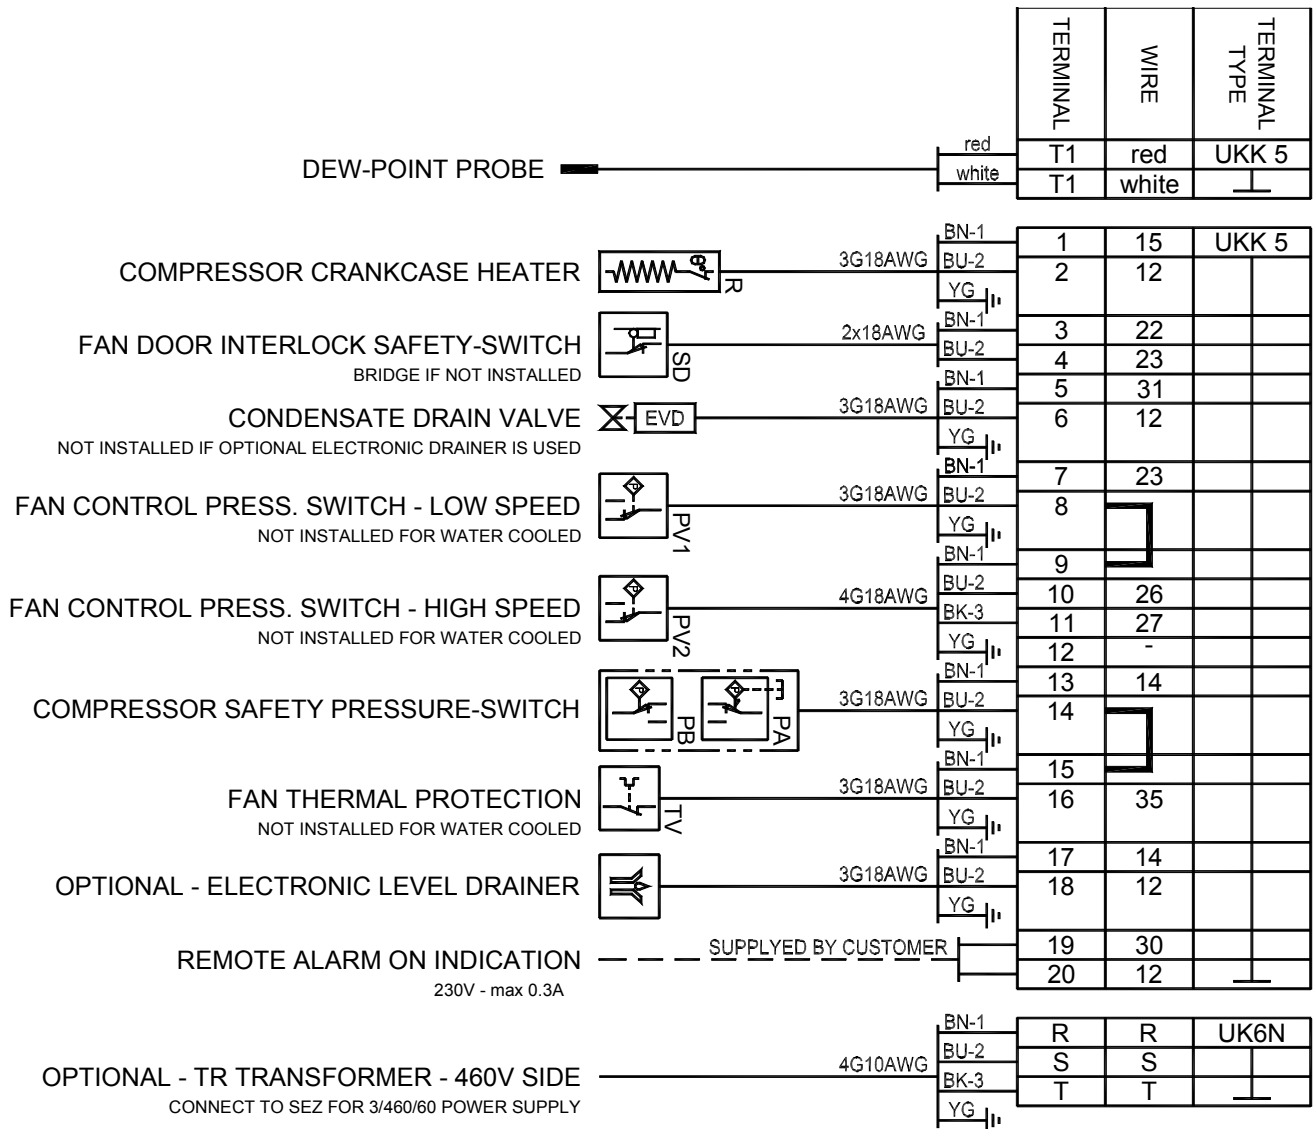 TERMINAL WIRE TERMINAL TYPE
DEW-POINT PROBE red T1 red UKK 5
white T1 white
COMPRESSOR CRANKCASE HEATER R 3G18AWG BN-1 1 15 UKK 5
BU-2 2 12
YG
FAN DOOR INTERLOCK SAFETY-SWITCH SD 2x18AWG BN-1 3 22
BRIDGE IF NOT INSTALLED BU-2 4 23
CONDENSATE DRAIN VALVE EVD 3G18AWG BN-1 5 31
NOT INSTALLED IF OPTIONAL ELECTRONIC DRAINER IS USED BU-2 6 12
YG
FAN CONTROL PRESS. SWITCH - LOW SPEED PV1 3G18AWG BN-1 7 23
NOT INSTALLED FOR WATER COOLED BU-2 8
YG
FAN CONTROL PRESS. SWITCH - HIGH SPEED PV2 4G18AWG BN-1 9
NOT INSTALLED FOR WATER COOLED BU-2 10 26
BK-3 11 27
YG 12 -
COMPRESSOR SAFETY PRESSURE-SWITCH PB PA 3G18AWG BN-1 13 14
BU-2 14
YG
FAN THERMAL PROTECTION TV 3G18AWG BN-1 15
NOT INSTALLED FOR WATER COOLED BU-2 16 35
YG
OPTIONAL - ELECTRONIC LEVEL DRAINER 3G18AWG BN-1 17 14
BU-2 18 12
YG
REMOTE ALARM ON INDICATION SUPPLYED BY CUSTOMER 19 30
230V - max 0.3A 20 12
OPTIONAL - TR TRANSFORMER - 460V SIDE 4G10AWG BN-1 R R UK6N
CONNECT TO SEZ FOR 3/460/60 POWER SUPPLY BU-2 S S
BK-3 T T
YG